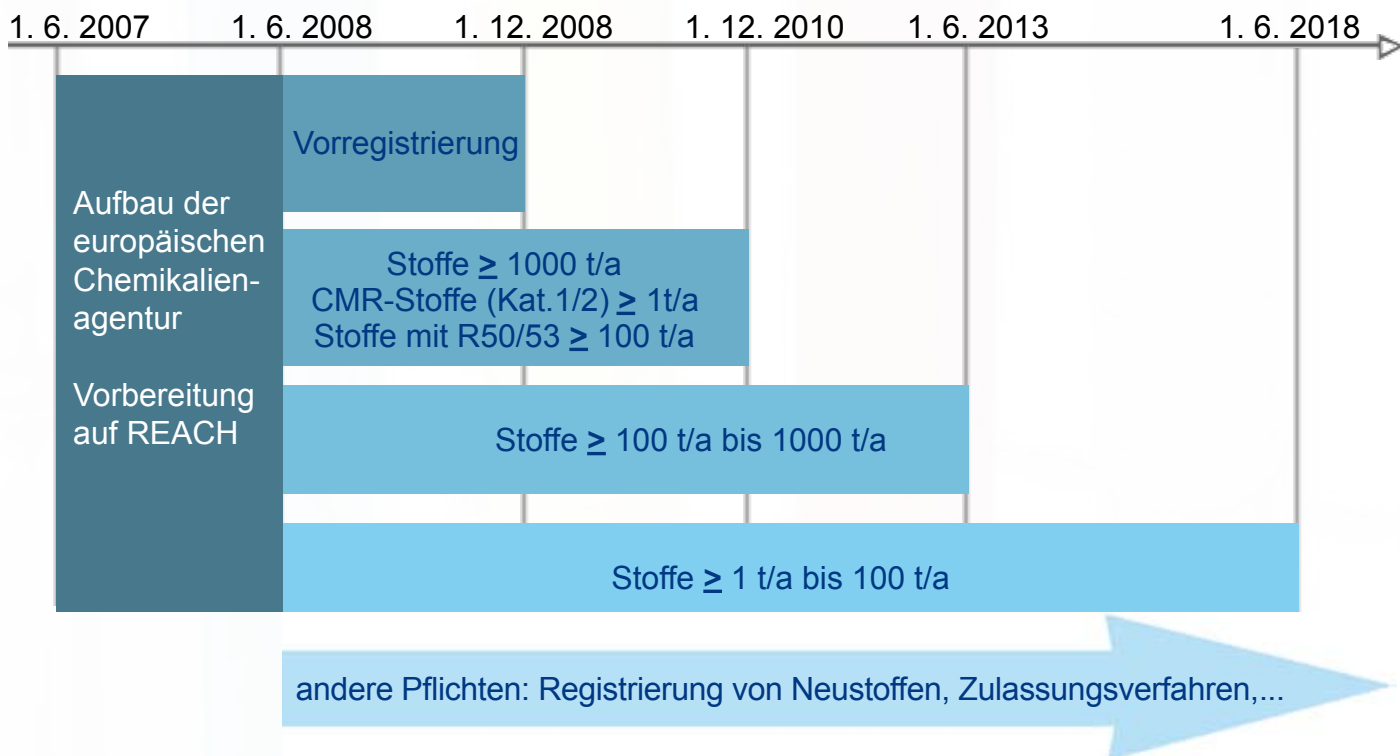 1. 6. 2007 1. 6. 2008 1. 12. 2008 1. 12. 2010 1. 6. 2013 1. 6. 2018
Aufbau der
europäischen
Chemikalien-
agentur
Vorbereitung
auf REACH
Vorregistrierung
Stoffe ≥ 1000 t/a
CMR-Stoffe (Kat.1/2) ≥ 1t/a
Stoffe mit R50/53 ≥ 100 t/a
Stoffe ≥ 100 t/a bis 1000 t/a
Stoffe ≥ 1 t/a bis 100 t/a
andere Pflichten: Registrierung von Neustoffen, Zulassungsverfahren,...